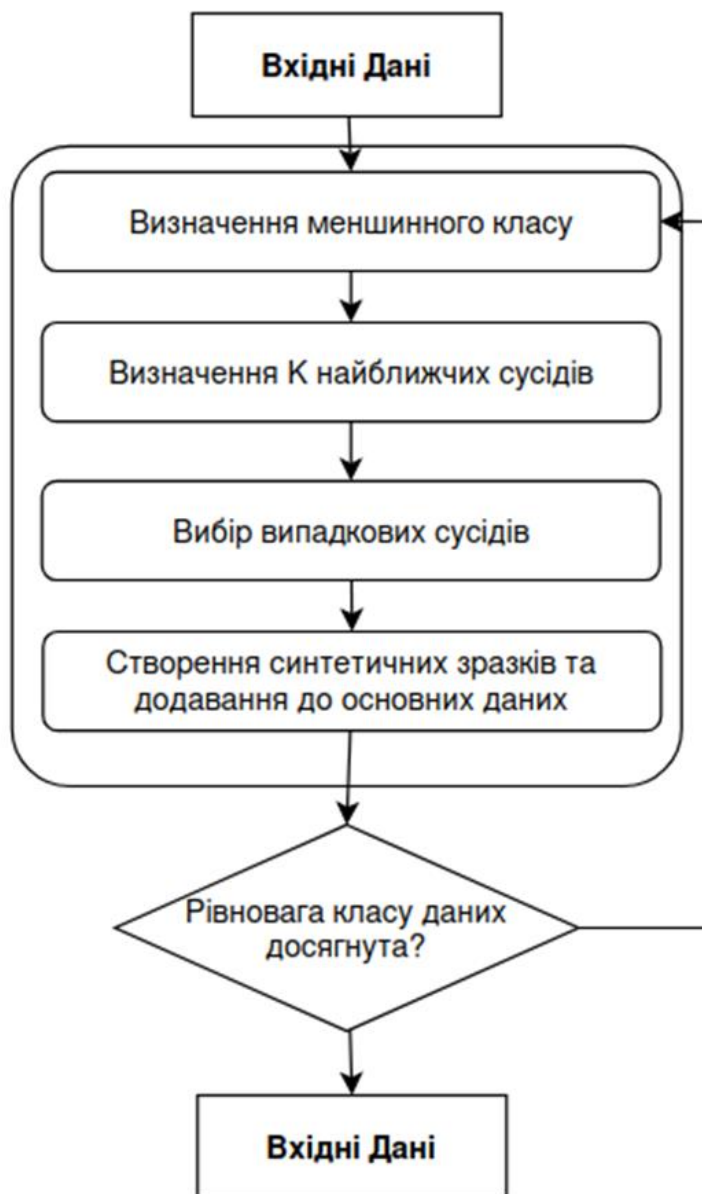 Вхідні Дані
Визначення меншинного класу
Визначення K найближчих сусідів
Вибір випадкових сусідів
Створення синтетичних зразків та
додавання до основних даних
Рівновага класу даних
досягнута?
Вхідні Дані